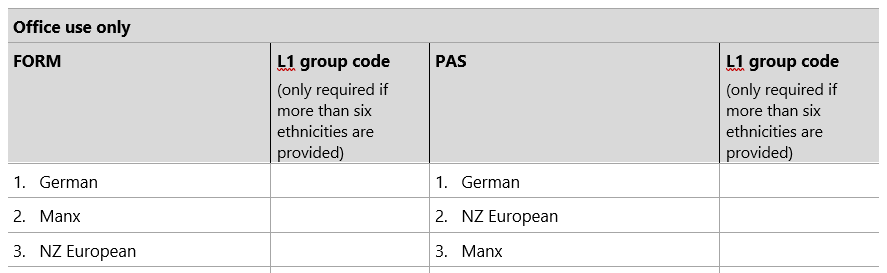 Office use only
FORM L1 group code PAS L1 group code
(only required if (only required if
more than six more than six
ethnicities are ethnicities are
provided) provided)
1. German 1. German
2. Manx 2. NZ European
3. NZ European 3. Manx